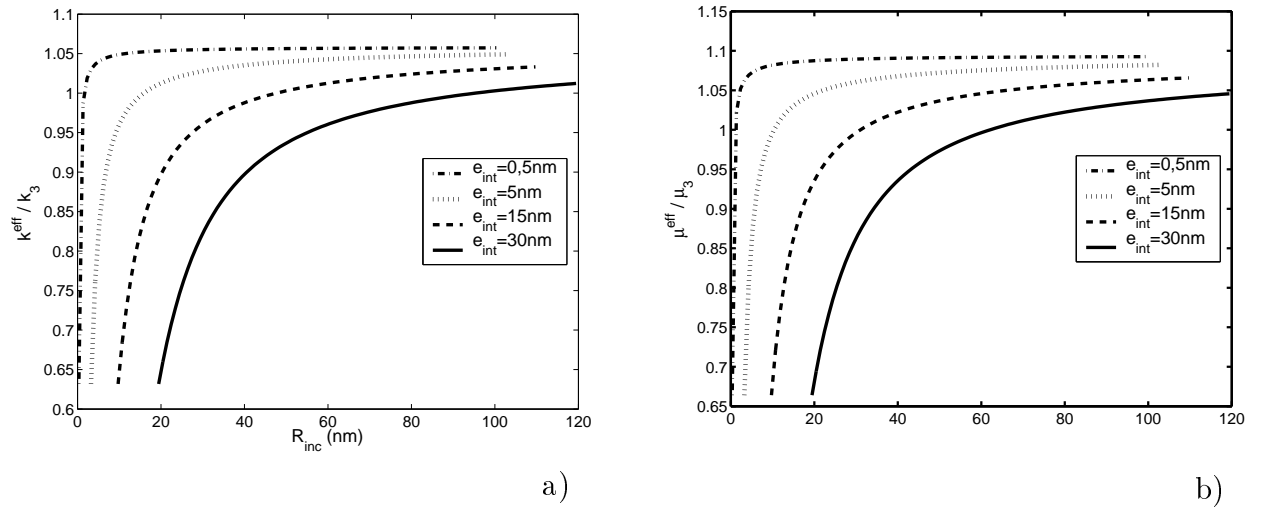 1.1
1.05
1
0.95
0.9
0.85
0.8
0.75
0.7
0.65
0.6
k^eff / k_3
0 20 40 60 80 100 120
R_inc (nm)
e_int=0,5nm
e_int=5nm
e_int=15nm
e_int=30nm
a)
1.15
1.1
1.05
1
0.95
0.9
0.85
0.8
0.75
0.7
0.65
μ^eff / μ_3
0 20 40 60 80 100 120
e_int=0,5nm
e_int=5nm
e_int=15nm
e_int=30nm
b)